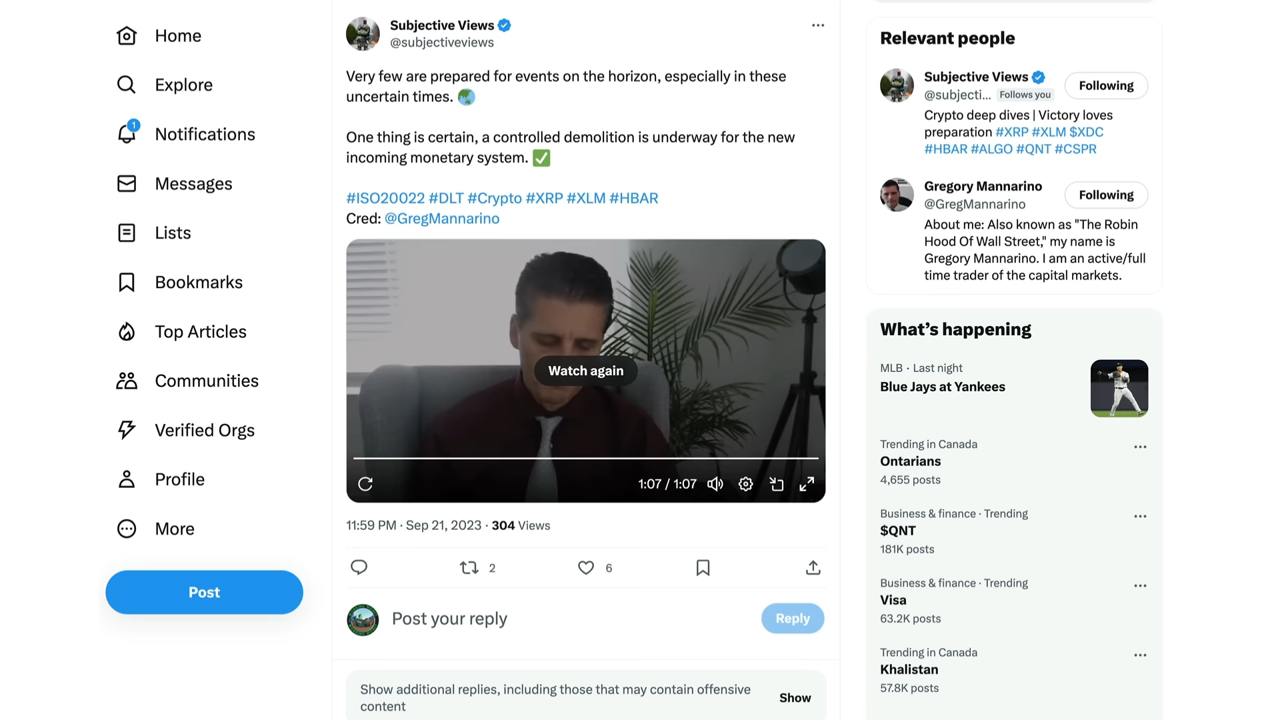 Home
Explore
1
Notifications
Messages
Lists
Bookmarks
Top Articles
Communities
Verified Orgs
Profile
More
Post
Subjective Views
@subjectiveviews
Very few are prepared for events on the horizon, especially in these
uncertain times. 🌏
One thing is certain, a controlled demolition is underway for the new
incoming monetary system. ✅
#ISO20022 #DLT #Crypto #XRP #XLM #HBAR
Cred: @GregMannarino
Watch again
1:07 / 1:07
11:59 PM · Sep 21, 2023 · 304 Views
2
6
Post your reply
Reply
Show additional replies, including those that may contain offensive
content
Show
Relevant people
Subjective Views
@subjecti... Follows you
Following
Crypto deep dives | Victory loves
preparation #XRP #XLM $XDC
#HBAR #ALGO #QNT #CSPR
Gregory Mannarino
@GregMannarino
Following
About me: Also known as "The Robin
Hood Of Wall Street," my name is
Gregory Mannarino. I am an active/full
time trader of the capital markets.
What's happening
MLB · Last night
Blue Jays at Yankees
Trending in Canada
Ontarians
4,655 posts
Business & finance · Trending
$QNT
181K posts
Business & finance · Trending
Visa
63.2K posts
Trending in Canada
Khalistan
57.8K posts